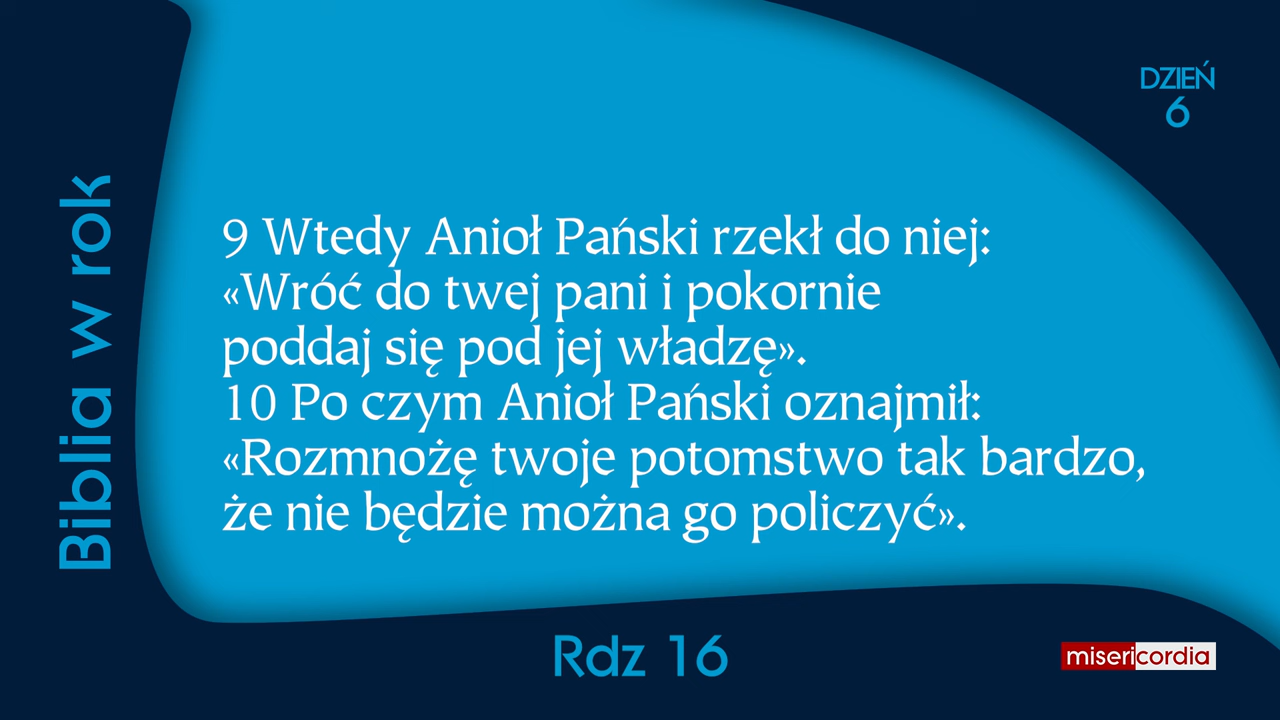 DZIEŃ
6
Biblia w rok
9 Wtedy Anioł Pański rzekł do niej:
«Wróć do twej pani i pokornie
poddaj się pod jej władzę».
10 Po czym Anioł Pański oznajmił:
«Rozmnożę twoje potomstwo tak bardzo,
że nie będzie można go policzyć».
Rdz 16
misericordia